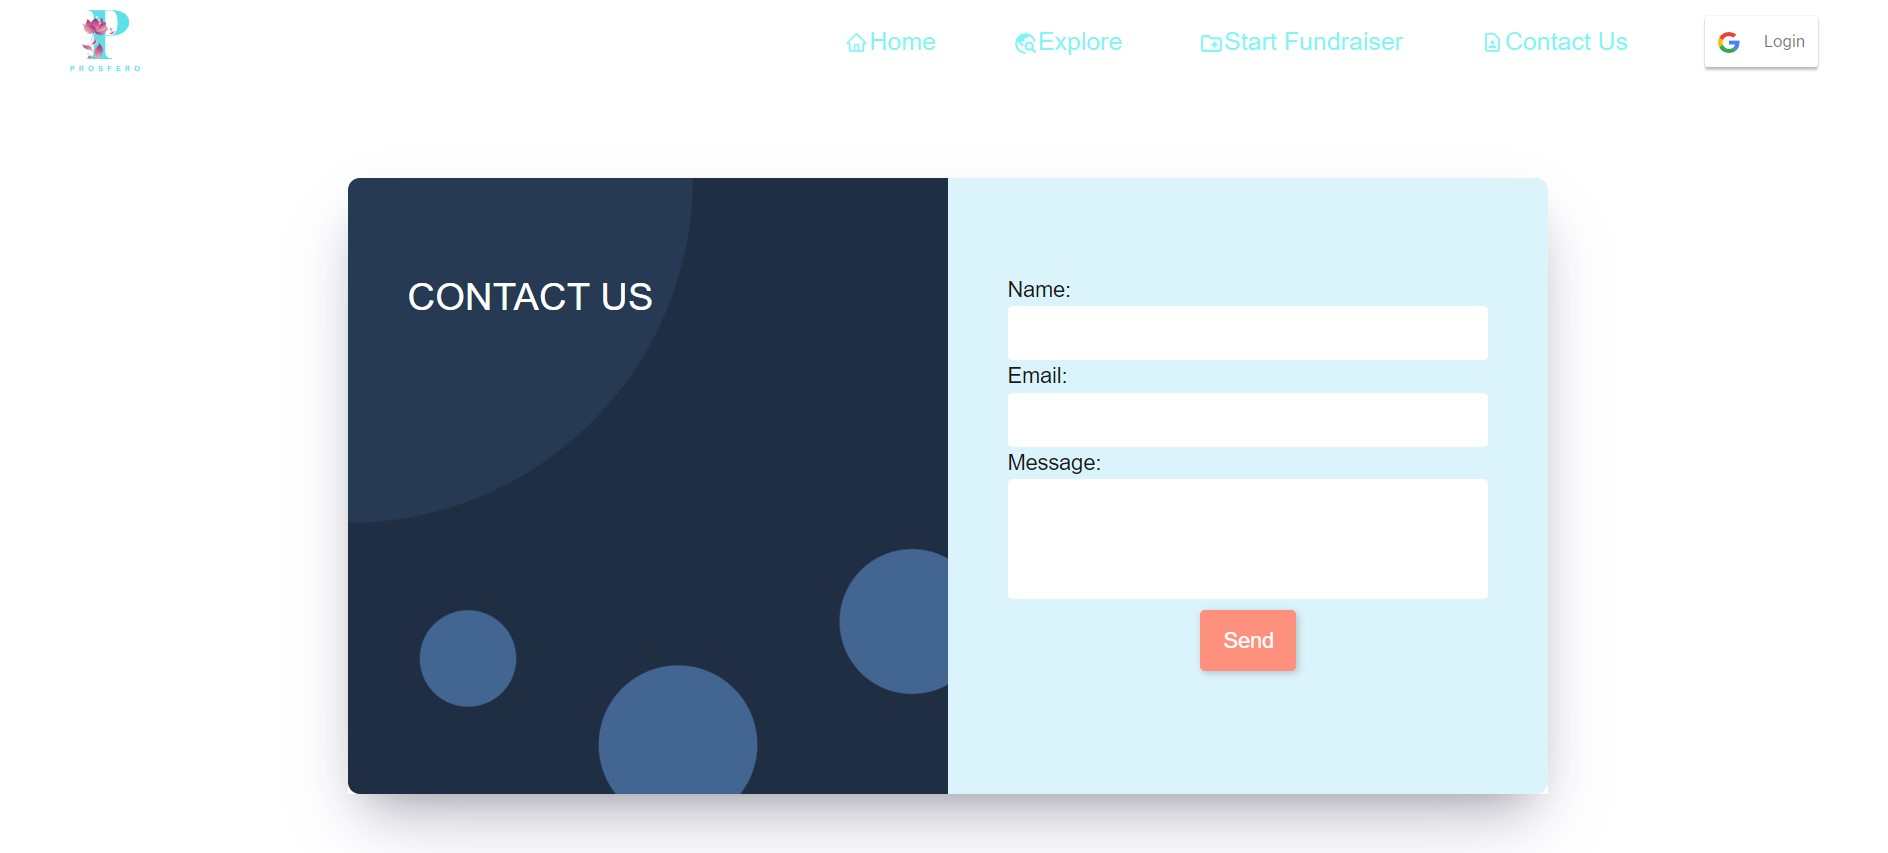 P
PROSFERO
Home Explore Start Fundraiser Contact Us Login
CONTACT US
Name:
Email:
Message:
Send